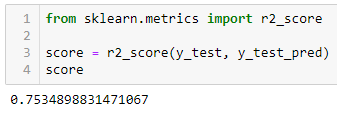 1 from sklearn.metrics import r2_score
2
3 score = r2_score(y_test, y_test_pred)
4 score
0.7534898831471067